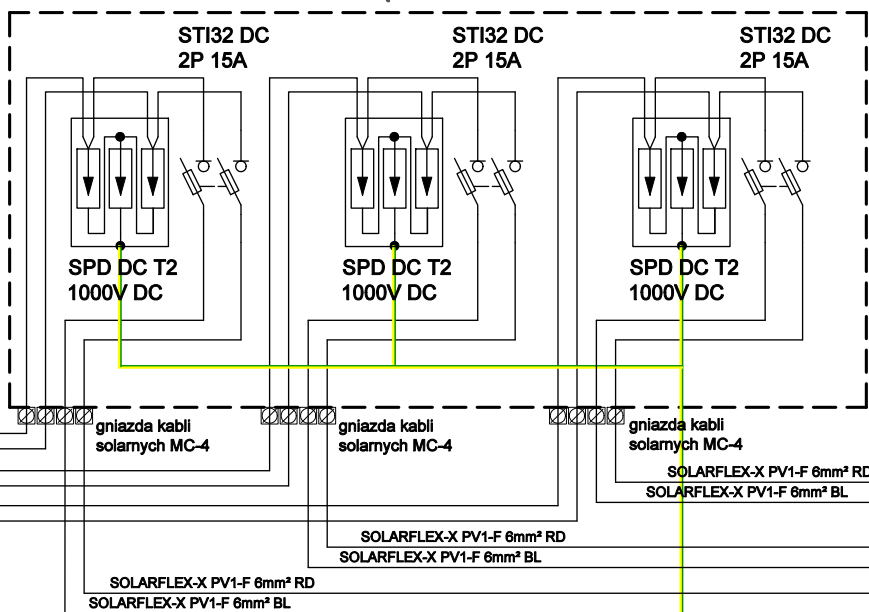 STI32 DC
2P 15A
STI32 DC
2P 15A
STI32 DC
2P 15A
SPD DC T2
1000V DC
SPD DC T2
1000V DC
SPD DC T2
1000V DC
gniazda kabli
solarnych MC-4
gniazda kabli
solarnych MC-4
gniazda kabli
solarnych MC-4
SOLARFLEX-X PV1-F 6mm² RD
SOLARFLEX-X PV1-F 6mm² BL
SOLARFLEX-X PV1-F 6mm² RD
SOLARFLEX-X PV1-F 6mm² BL
SOLARFLEX-X PV1-F 6mm² RD
SOLARFLEX-X PV1-F 6mm² BL